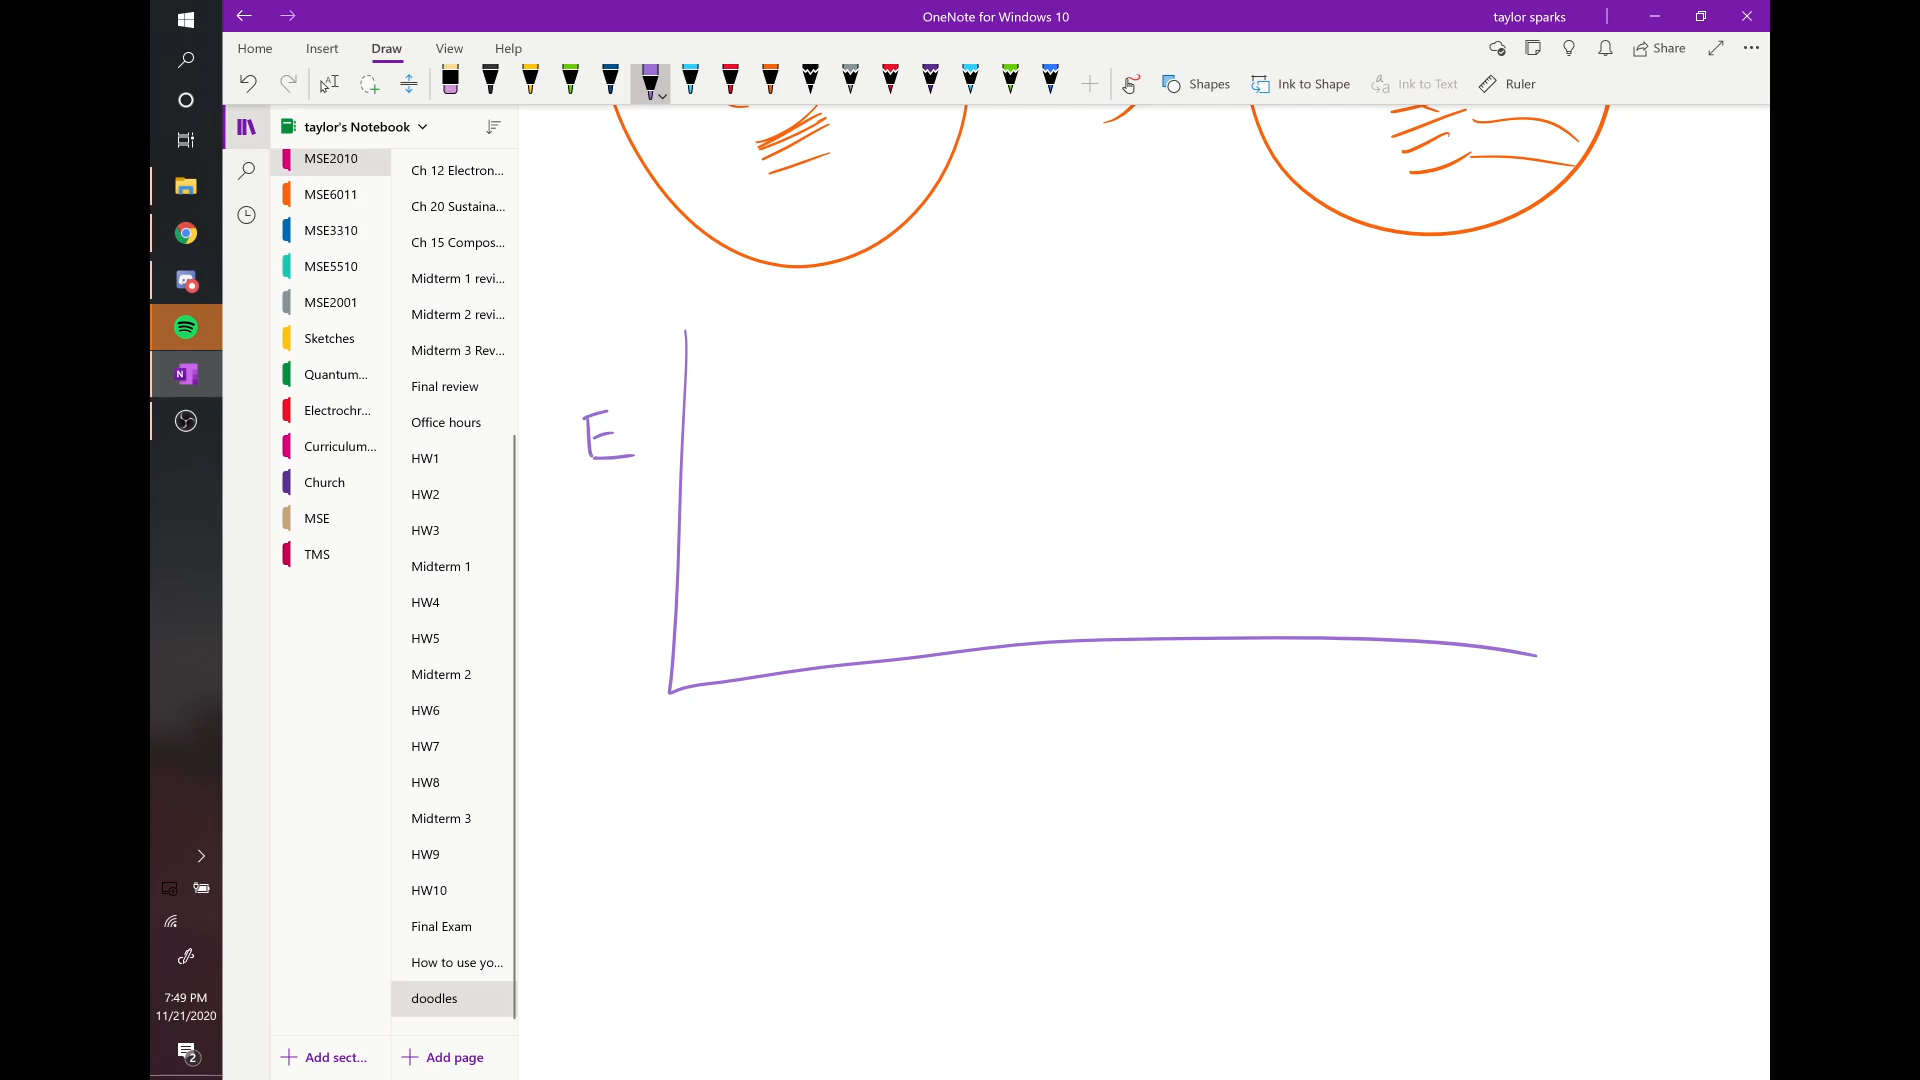 OneNote for Windows 10
taylor sparks
Home Insert Draw View Help
Share
Shapes Ink to Shape Ink to Text Ruler
taylor's Notebook
MSE2010
MSE6011
MSE3310
MSE5510
MSE2001
Sketches
Quantum...
Electrochr...
Curriculum...
Church
MSE
TMS
Ch 12 Electron...
Ch 20 Sustaina...
Ch 15 Compos...
Midterm 1 revi...
Midterm 2 revi...
Midterm 3 Rev...
Final review
Office hours
HW1
HW2
HW3
Midterm 1
HW4
HW5
Midterm 2
HW6
HW7
HW8
Midterm 3
HW9
HW10
Final Exam
How to use yo...
doodles
Add sect...
Add page
E
N
7:49 PM
11/21/2020
2